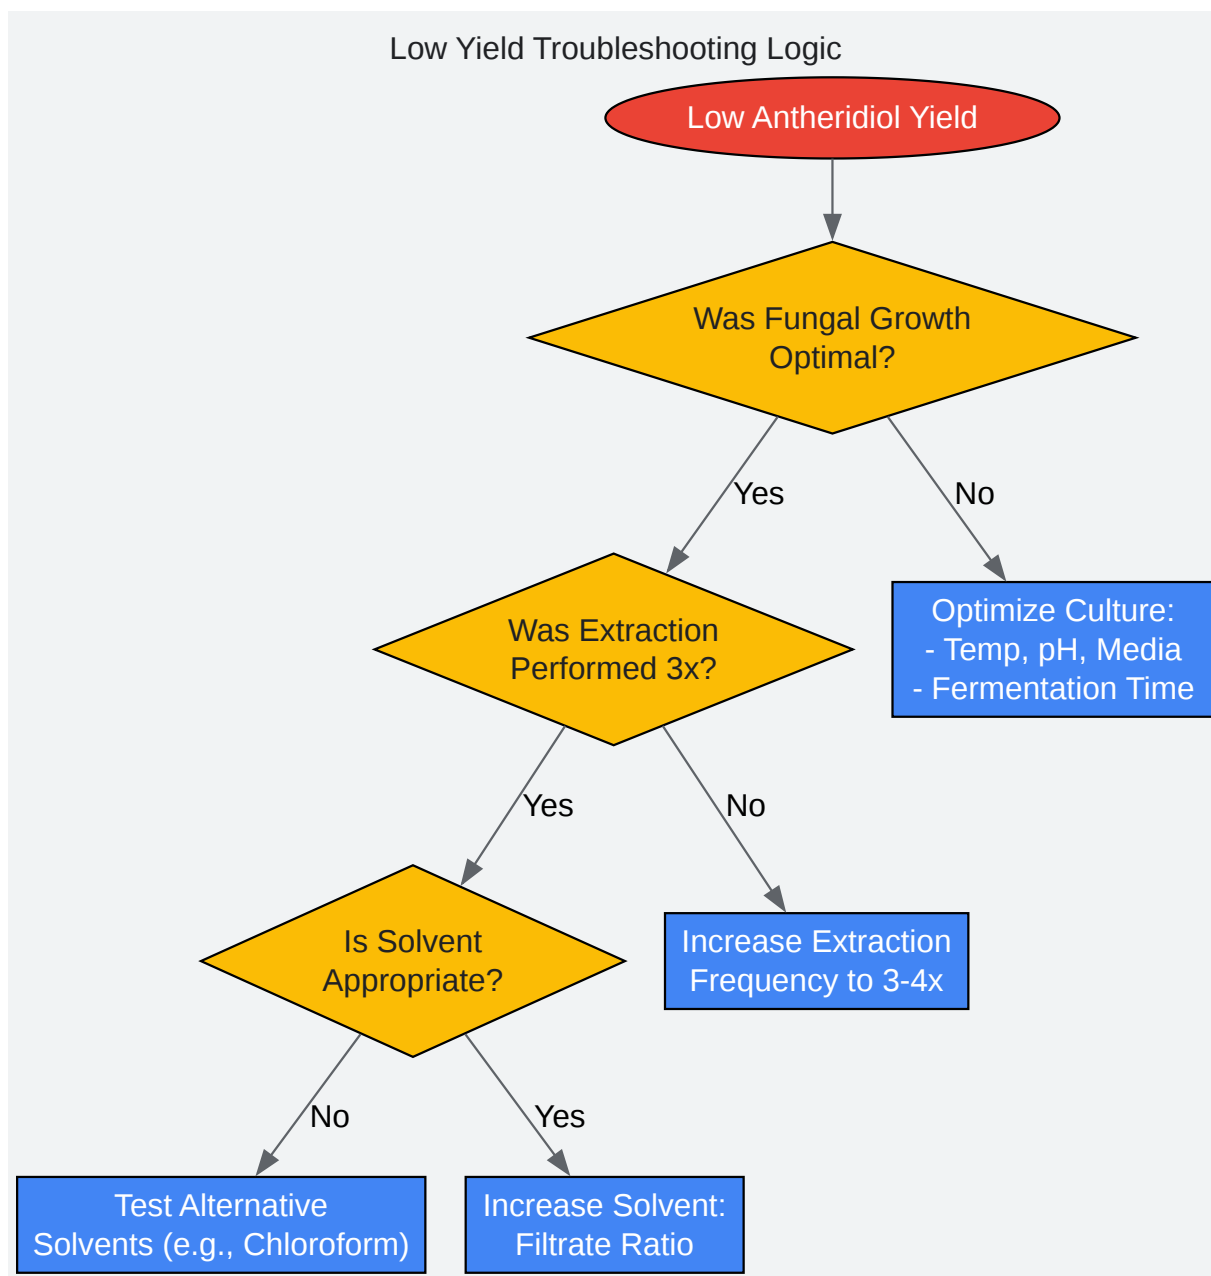 Low Yield Troubleshooting Logic
Low Antheridiol Yield
Was Fungal Growth
Optimal?
Yes
No
Was Extraction
Performed 3x?
Optimize Culture:
- Temp, pH, Media
- Fermentation Time
Yes
No
Is Solvent
Appropriate?
Increase Extraction
Frequency to 3-4x
No
Yes
Test Alternative
Solvents (e.g., Chloroform)
Increase Solvent:
Filtrate Ratio